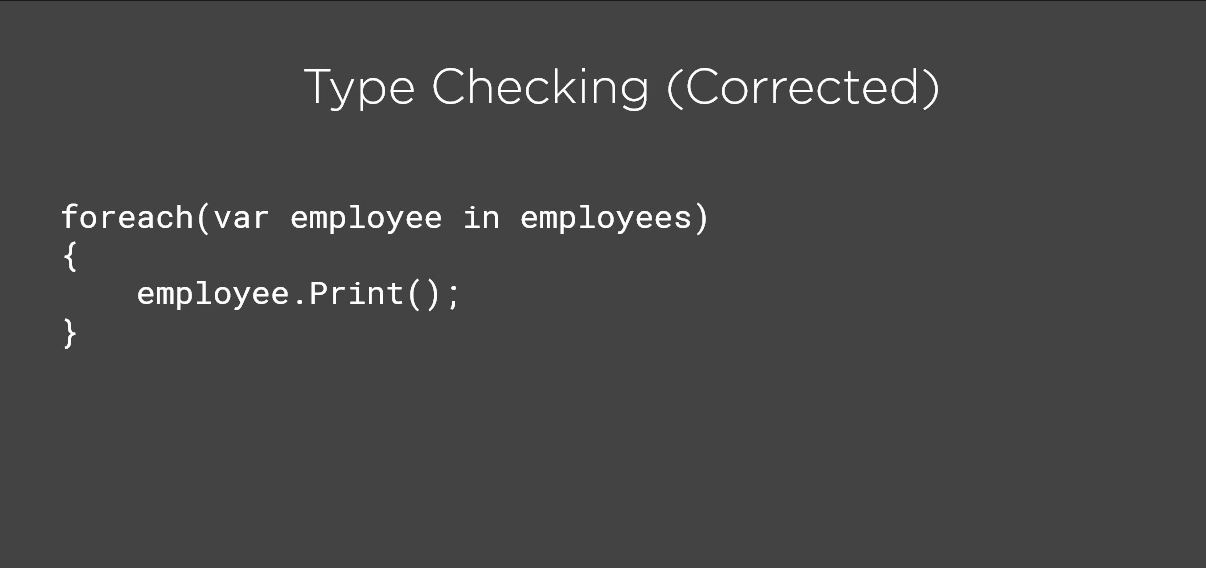 Type Checking (Corrected)
foreach(var employee in employees)
{
    employee.Print();
}